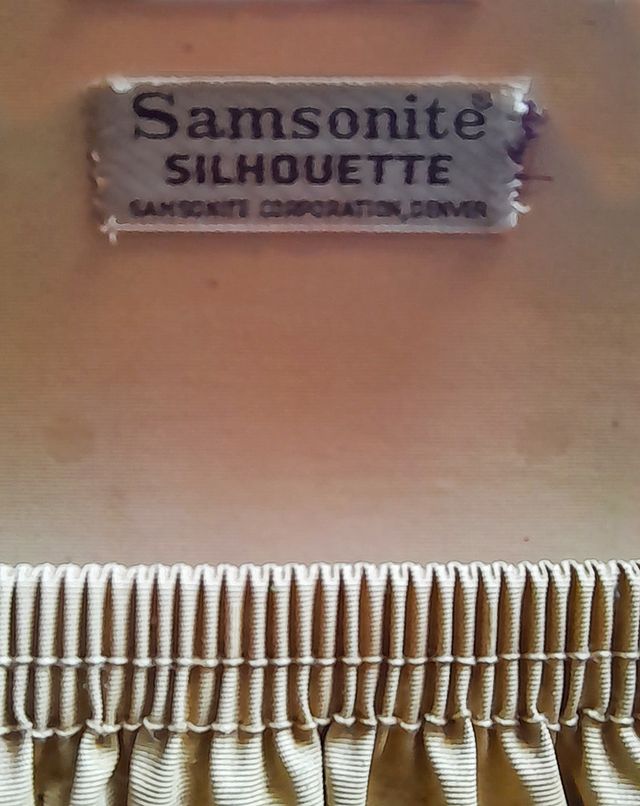 Samsonite®
SILHOUETTE
SAMSONITE CORPORATION, DENVER